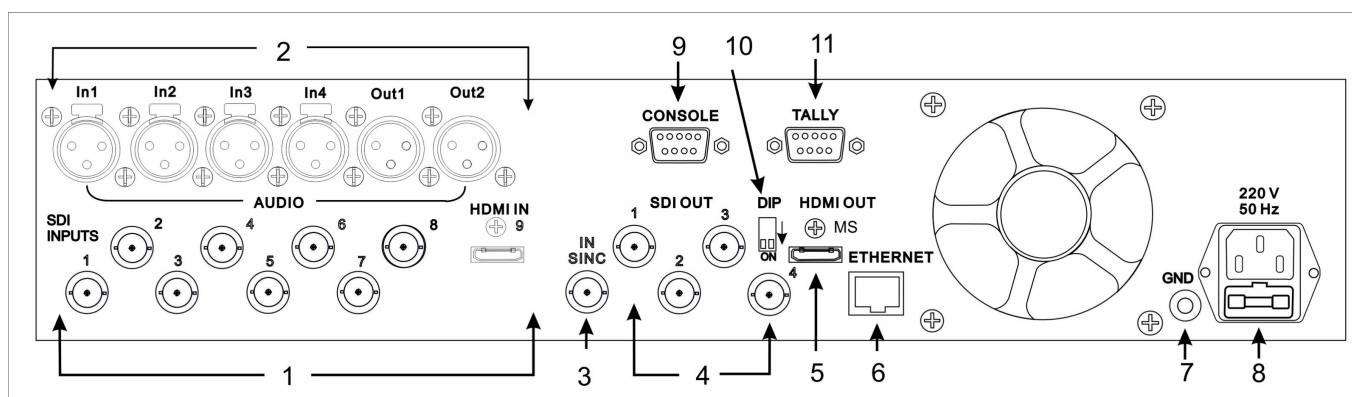 2 9 10 11
In1 In2 In3 In4 Out1 Out2
CONSOLE TALLY
AUDIO
SDI INPUTS
2 4 6 8
1 3 5 7
HDMI IN
9
IN SINC
SDI OUT
1 3
2 4
DIP
ON
HDMI OUT
MS
ETHERNET
GND
220 V
50 Hz
1 3 4 5 6 7 8